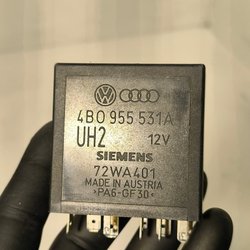 4B0 955 531A
UH2 12V
SIEMENS
72WA401
MADE IN AUSTRIA
>PA6-GF30<